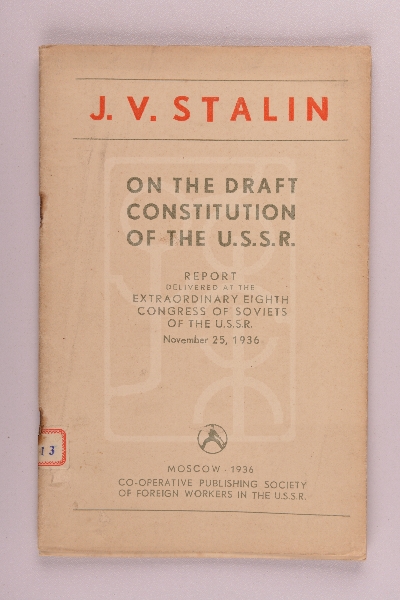 J. V. STALIN
ON THE DRAFT
CONSTITUTION
OF THE U.S.S.R.
REPORT
DELIVERED AT THE
EXTRAORDINARY EIGHTH
CONGRESS OF SOVIETS
OF THE U.S.S.R.
November 25, 1936
13
MOSCOW - 1936
CO-OPERATIVE PUBLISHING SOCIETY
OF FOREIGN WORKERS IN THE U.S.S.R.